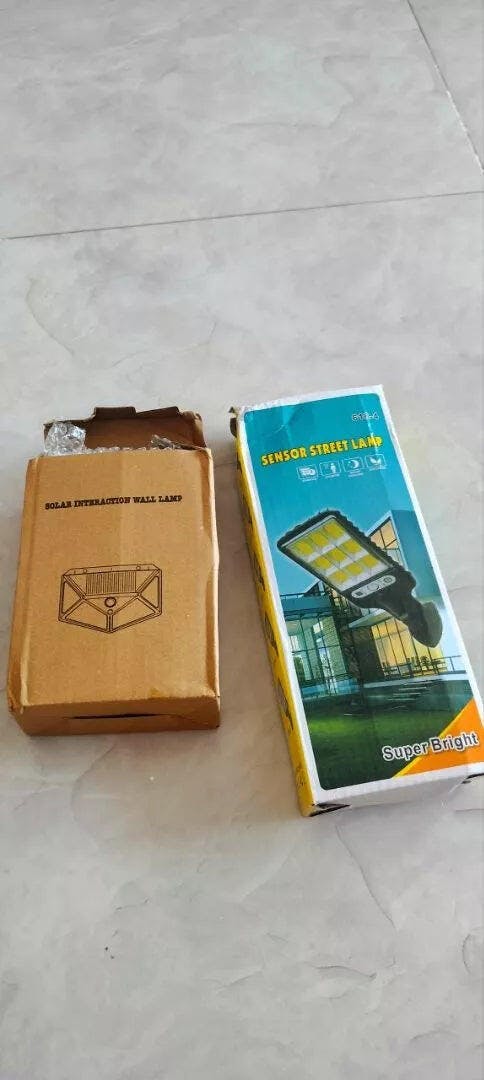 SOLAR INTERACTION WALL LAMP
SENSOR STREET LAMP
Super Bright